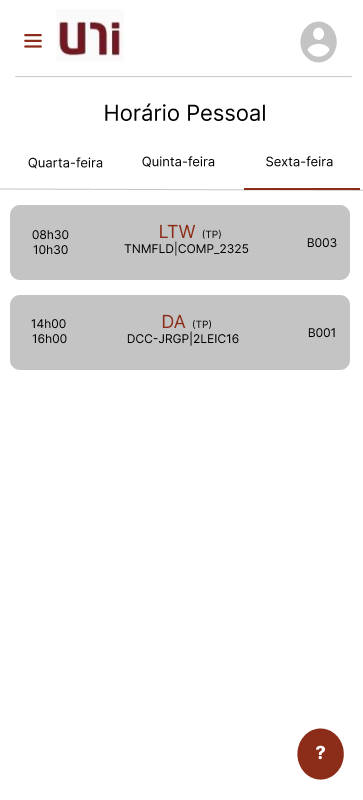 uni
Horário Pessoal
Quarta-feira Quinta-feira Sexta-feira
08h30
10h30
LTW (TP)
TNMFLD|COMP_2325
B003
14h00
16h00
DA (TP)
DCC-JRGP|2LEIC16
B001
?